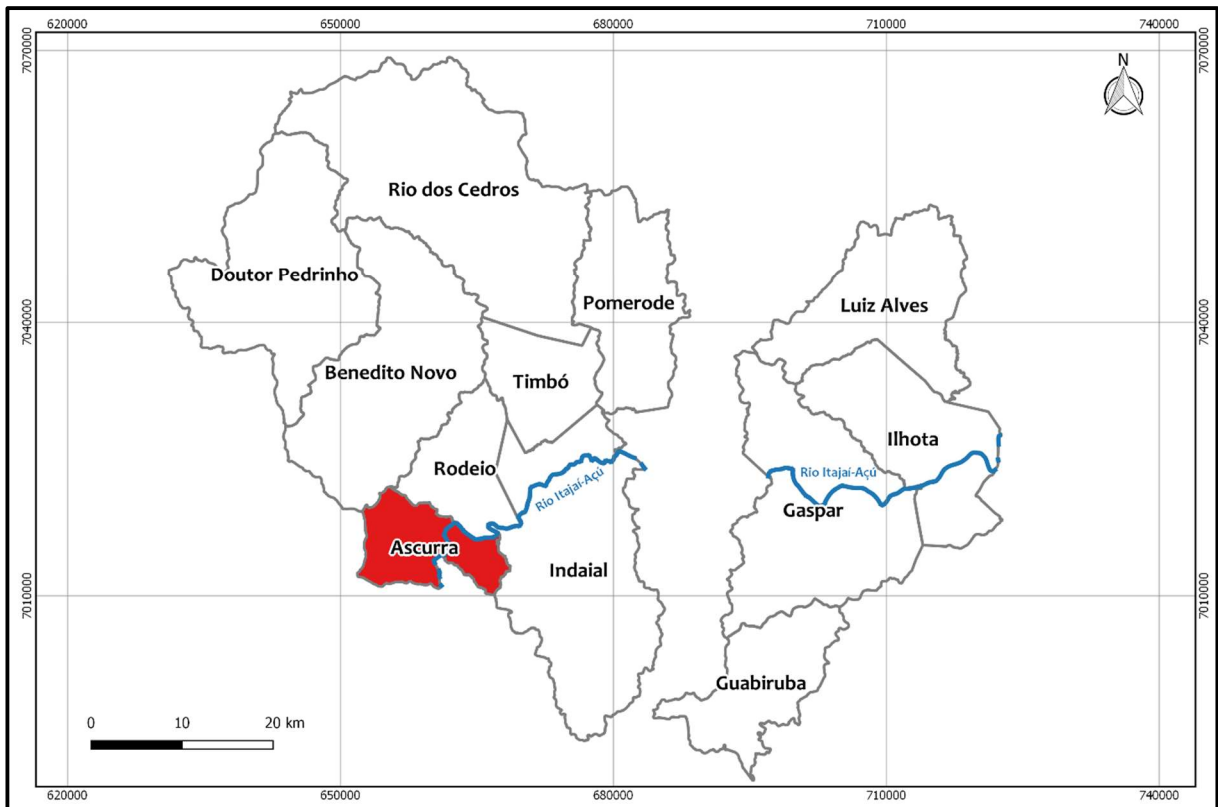 620000
650000
680000
710000
740000
7070000
7070000
N
Rio dos Cedros
Doutor Pedrinho
Pomerode
Luiz Alves
7040000
7040000
Benedito Novo
Timbó
Ilhota
Rodeio
Rio Itajaí-Açú
Rio Itajaí-Açú
Gaspar
Ascurra
Indaial
7010000
7010000
Guabiruba
0 10 20 km
620000
650000
680000
710000
740000